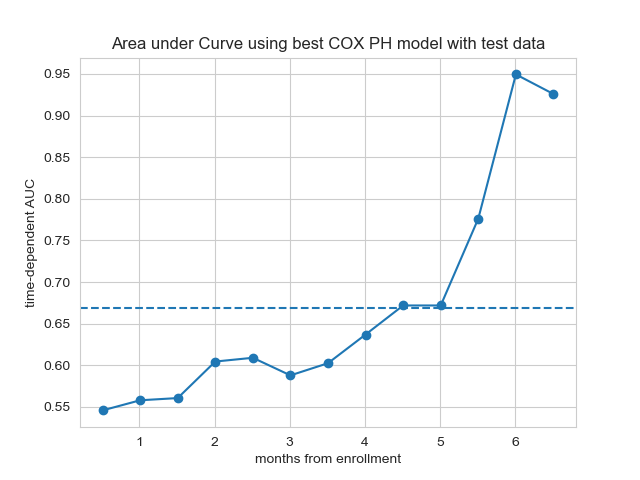 Area under Curve using best COX PH model with test data
time-dependent AUC
0.95
0.90
0.85
0.80
0.75
0.70
0.65
0.60
0.55
1 2 3 4 5 6
months from enrollment